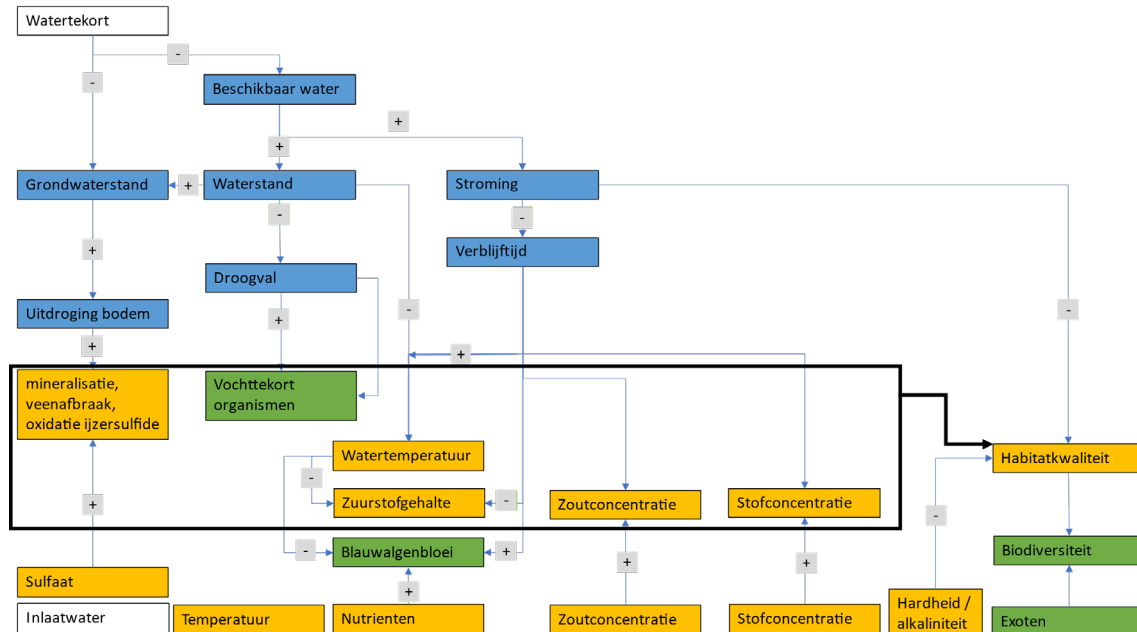 Watertekort
-
-
Beschikbaar water
+
+
Grondwaterstand
+
Waterstand
Stroming
-
-
Verblijftijd
+
Droogval
-
-
Uitdroging bodem
+
+
+
mineralisatie,
veenafbraak,
oxidatie ijzersulfide
Vochttekort
organismen
Watertemperatuur
Habitatkwaliteit
-
Zuurstofgehalte
-
Zoutconcentratie
Stofconcentratie
+
-
-
Blauwalgenbloei
+
Biodiversiteit
+
+
Sulfaat
+
Inlaatwater
Temperatuur
Nutrienten
Zoutconcentratie
Stofconcentratie
Hardheid /
alkaliniteit
Exoten